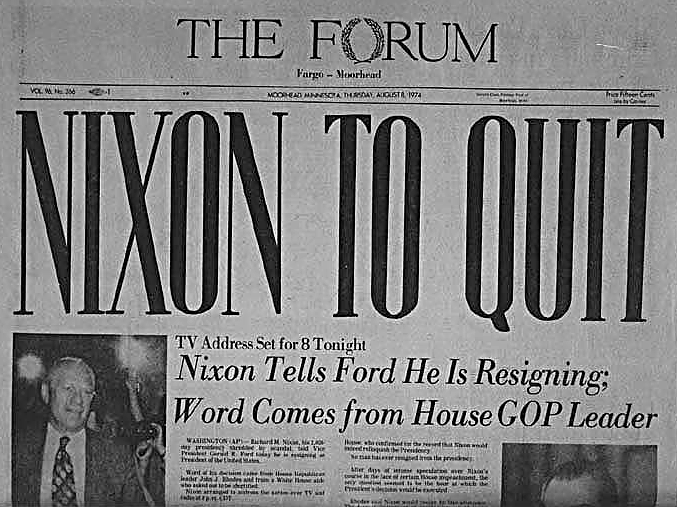 THE FORUM
Fargo - Moorhead
VOL. 96, No. 266
MOORHEAD, MINNESOTA, THURSDAY, AUGUST 8, 1974
Price Fifteen Cents
NIXON TO QUIT
TV Address Set for 8 Tonight
Nixon Tells Ford He Is Resigning;
Word Comes from House GOP Leader
WASHINGTON (AP) — Richard M. Nixon, his
day presidency shredded by scandal, told Vice
President Gerald R. Ford today he is resigning as
President of the United States.
Word of his decision came from House Republican
leader John J. Rhodes and from a White House aide
who asked not to be identified.
Nixon arranged to address the nation over TV and
radio at 8 p.m. CDT.
House, who confirmed for the record that Nixon would
indeed relinquish the Presidency.
No man has ever resigned from the presidency.
After days of intense speculation over Nixon's
course in the face of certain House impeachment, the
only question seemed to be the hour at which the
President's decision would be executed.
Rhodes said Nixon would